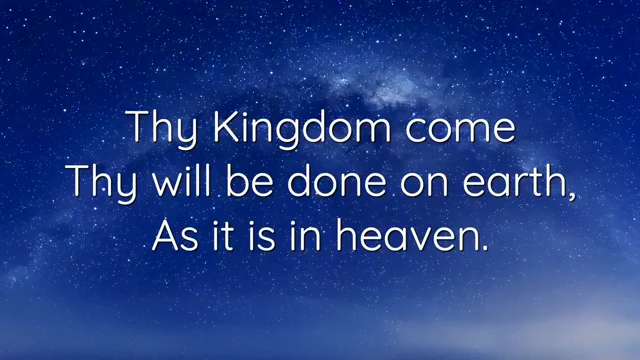 Thy Kingdom come
Thy will be done on earth,
As it is in heaven.